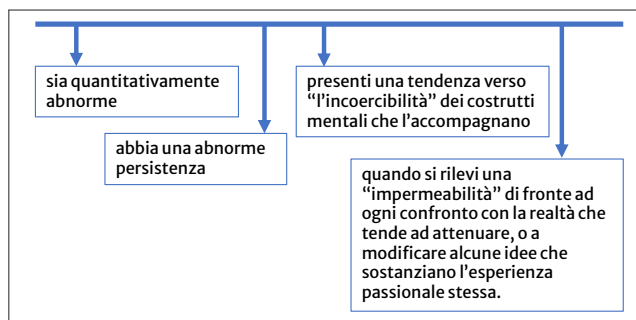 sia quantitativamente
abnorme
abbia una abnorme
persistenza
presenti una tendenza verso
“l’incoercibilità” dei costrutti
mentali che l’accompagnano
quando si rilevi una
“impermeabilità” di fronte ad
ogni confronto con la realtà che
tende ad attenuare, o a
modificare alcune idee che
sostanziano l’esperienza
passionale stessa.